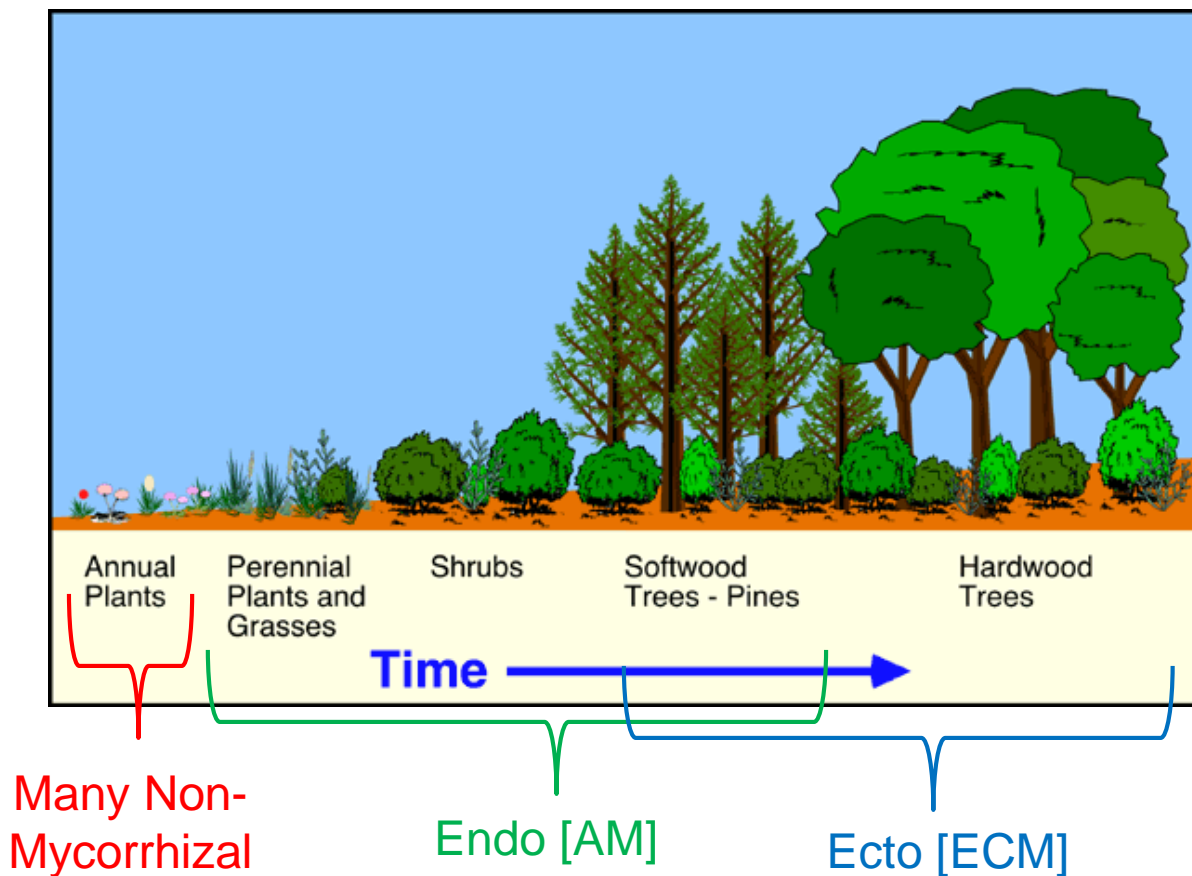 Annual
Plants
Perennial
Plants and
Grasses
Shrubs
Softwood
Trees - Pines
Hardwood
Trees
Time
Many Non-
Mycorrhizal
Endo [AM]
Ecto [ECM]